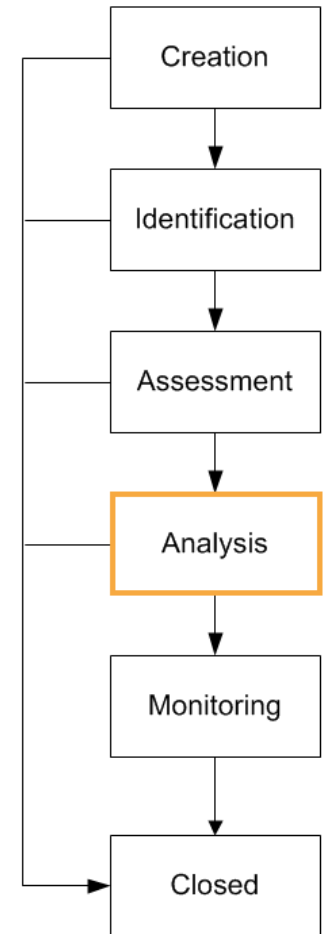 Creation
Identification
Assessment
Analysis
Monitoring
Closed